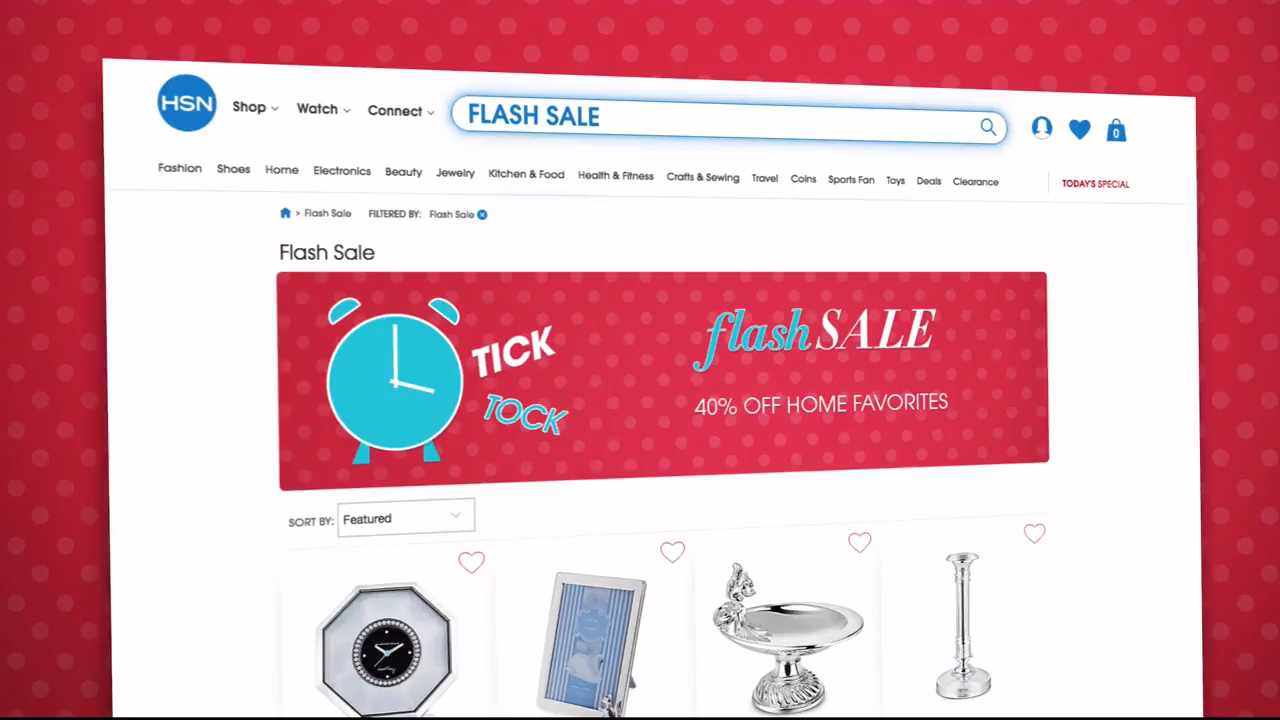 HSN
Shop Watch Connect
FLASH SALE
0
Fashion Shoes Home Electronics Beauty Jewelry Kitchen & Food Health & Fitness Crafts & Sewing Travel Coins Sports Fan Toys Deals Clearance TODAY'S SPECIAL
> Flash Sale FILTERED BY: Flash Sale
Flash Sale
TICK
TOCK
flash SALE
40% OFF HOME FAVORITES
SORT BY: Featured